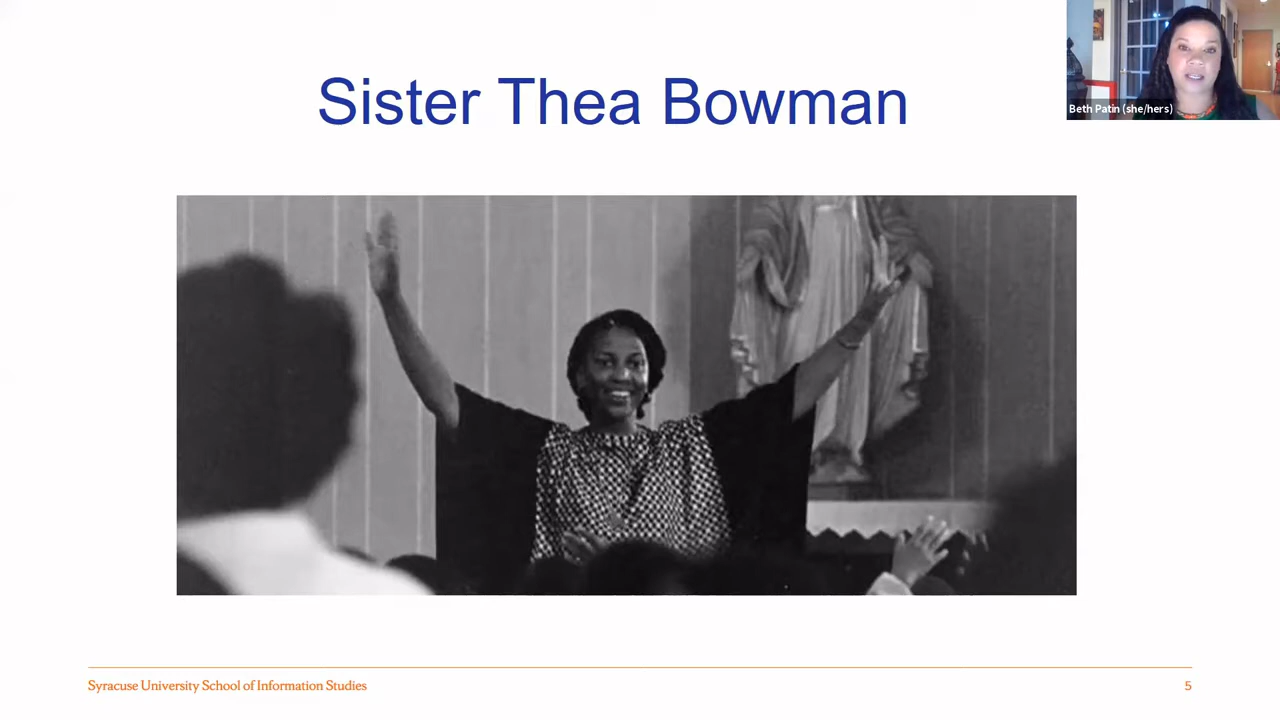 Sister Thea Bowman
Beth Patin (she/hers)
Syracuse University School of Information Studies
5